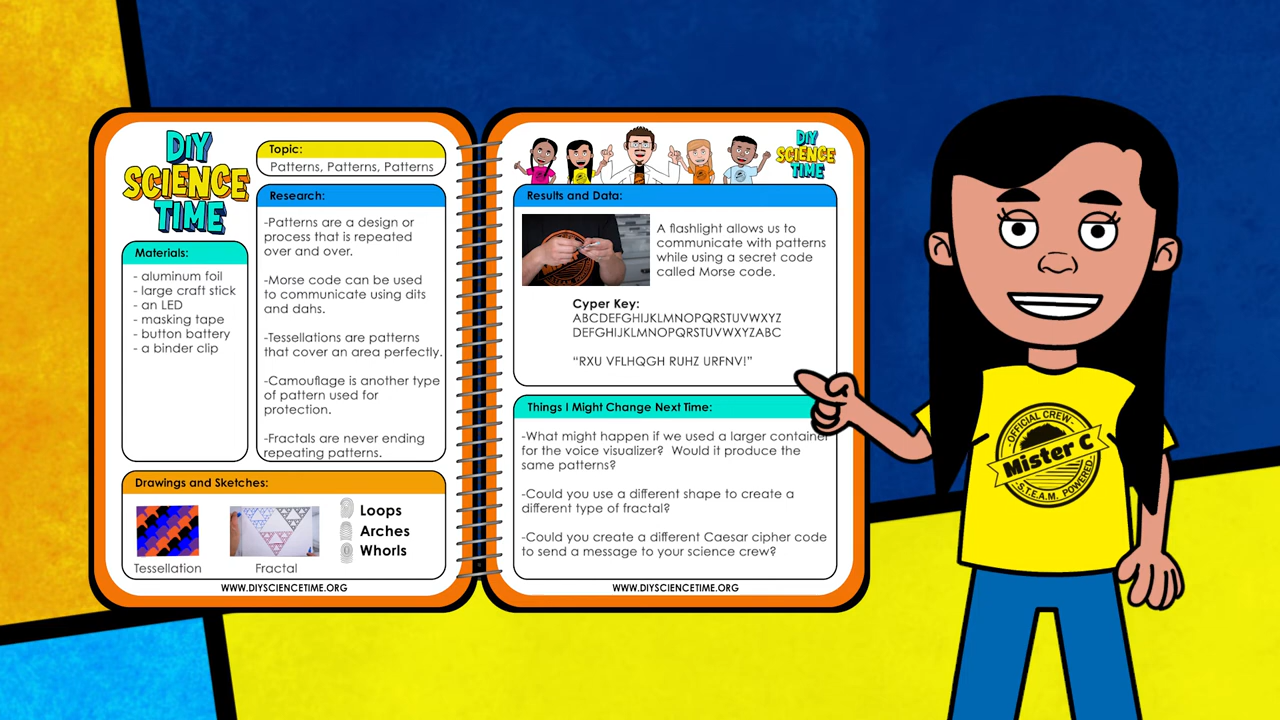 DIY
SCIENCE
TIME
Topic:
Patterns, Patterns, Patterns
Materials:
- aluminum foil
- large craft stick
- an LED
- masking tape
- button battery
- a binder clip
Research:
-Patterns are a design or
process that is repeated
over and over.
-Morse code can be used
to communicate using dits
and dahs.
-Tessellations are patterns
that cover an area perfectly.
-Camouflage is another type
of pattern used for
protection.
-Fractals are never ending
repeating patterns.
Drawings and Sketches:
Tessellation
Fractal
Loops
Arches
Whorls
WWW.DIYSCIENCETIME.ORG
DIY
SCIENCE
TIME
Results and Data:
A flashlight allows us to
communicate with patterns
while using a secret code
called Morse code.
Cyper Key:
ABCDEFGHIJKLMNOPQRSTUVWXYZ
DEFGHIJKLMNOPQRSTUVWXYZABC
“RXU VFLHQGH RUHZ URFNV!”
Things I Might Change Next Time:
-What might happen if we used a larger container
for the voice visualizer? Would it produce the
same patterns?
-Could you use a different shape to create a
different type of fractal?
-Could you create a different Caesar cipher code
to send a message to your science crew?
WWW.DIYSCIENCETIME.ORG
OFFICIAL CREW
Mister C
S.T.E.A.M. POWERED